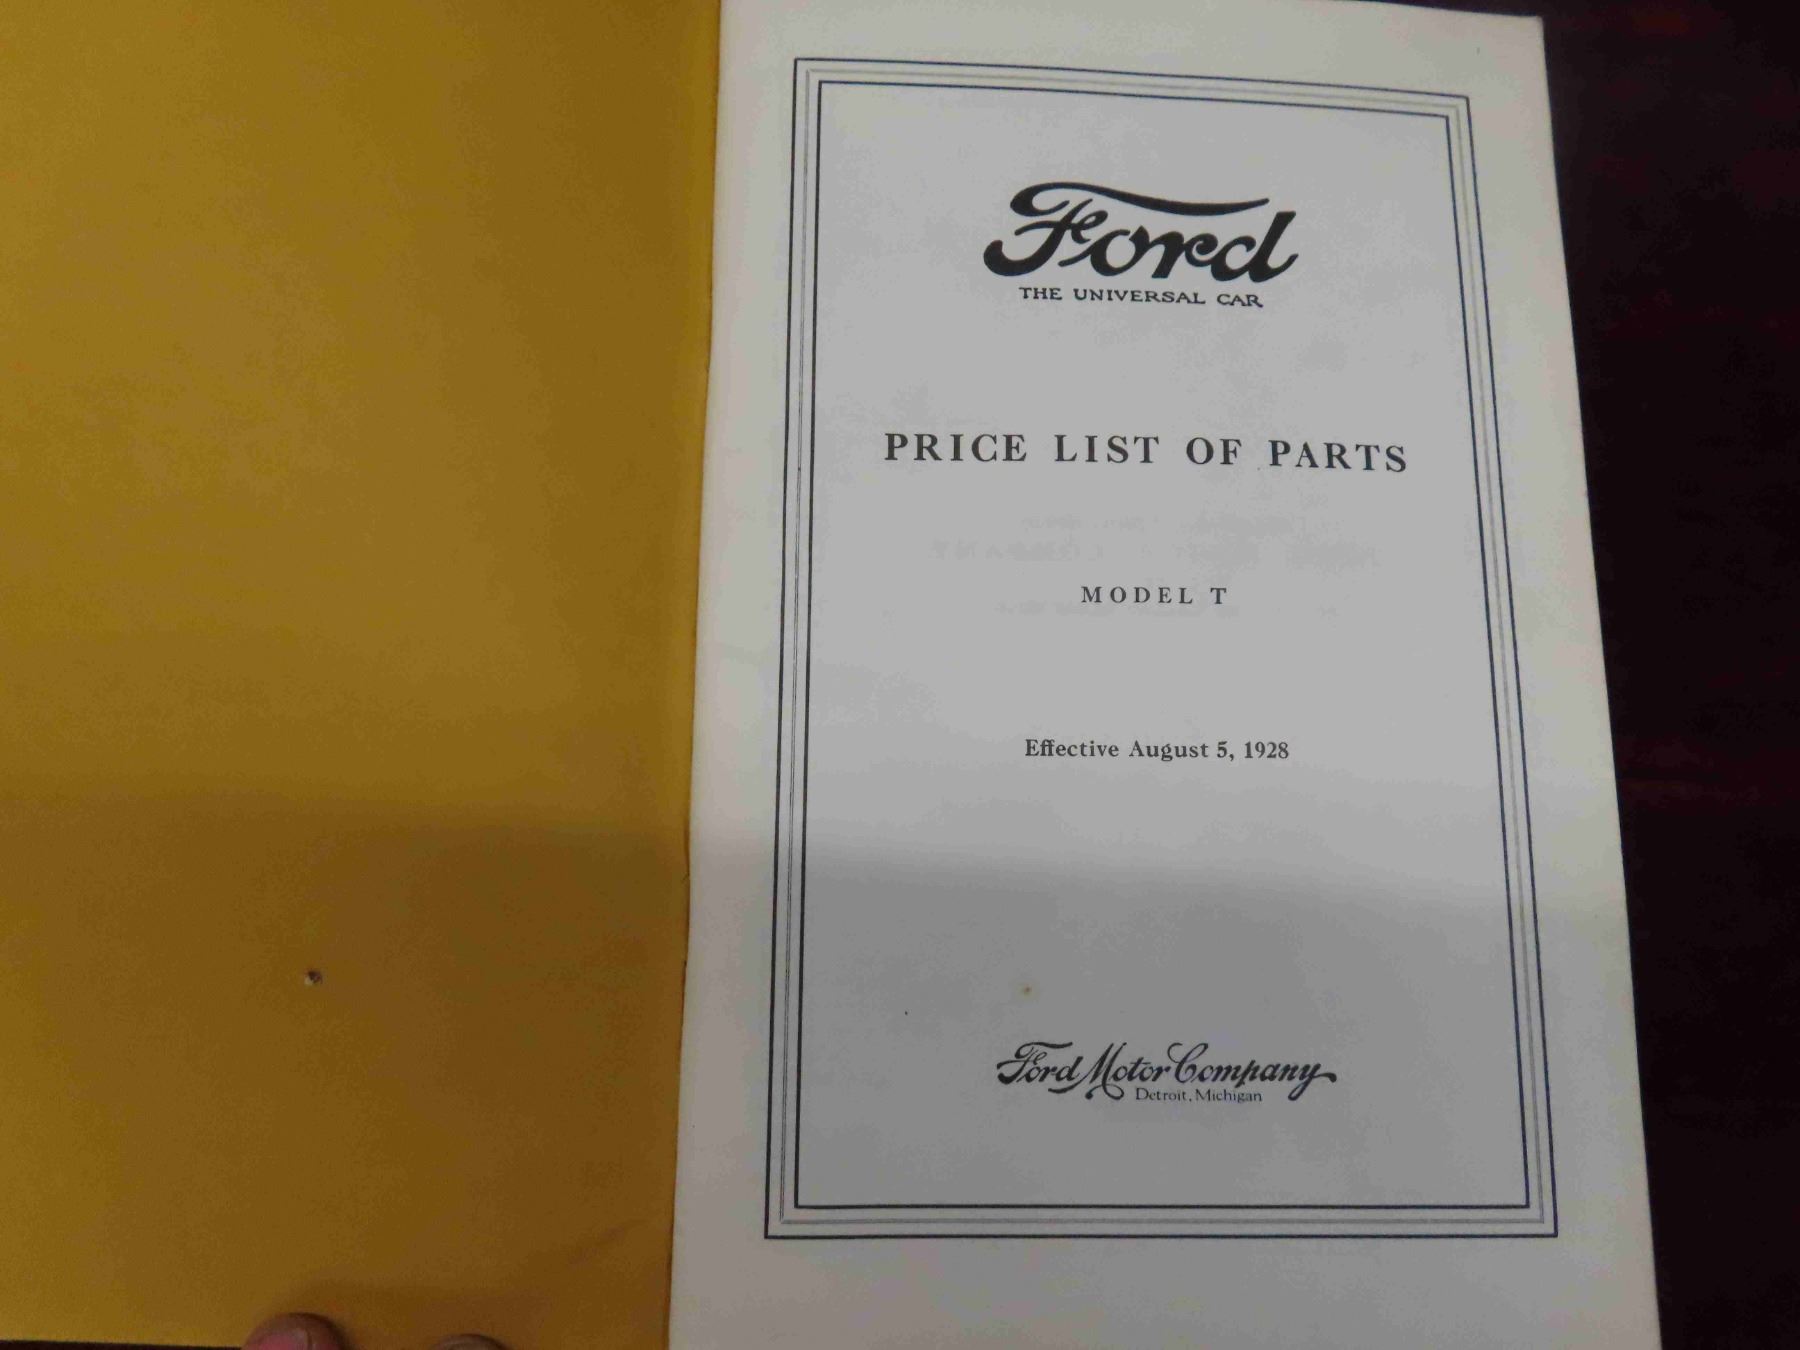 Ford
THE UNIVERSAL CAR
PRICE LIST OF PARTS
MODEL T
Effective August 5, 1928
Ford Motor Company
Detroit, Michigan